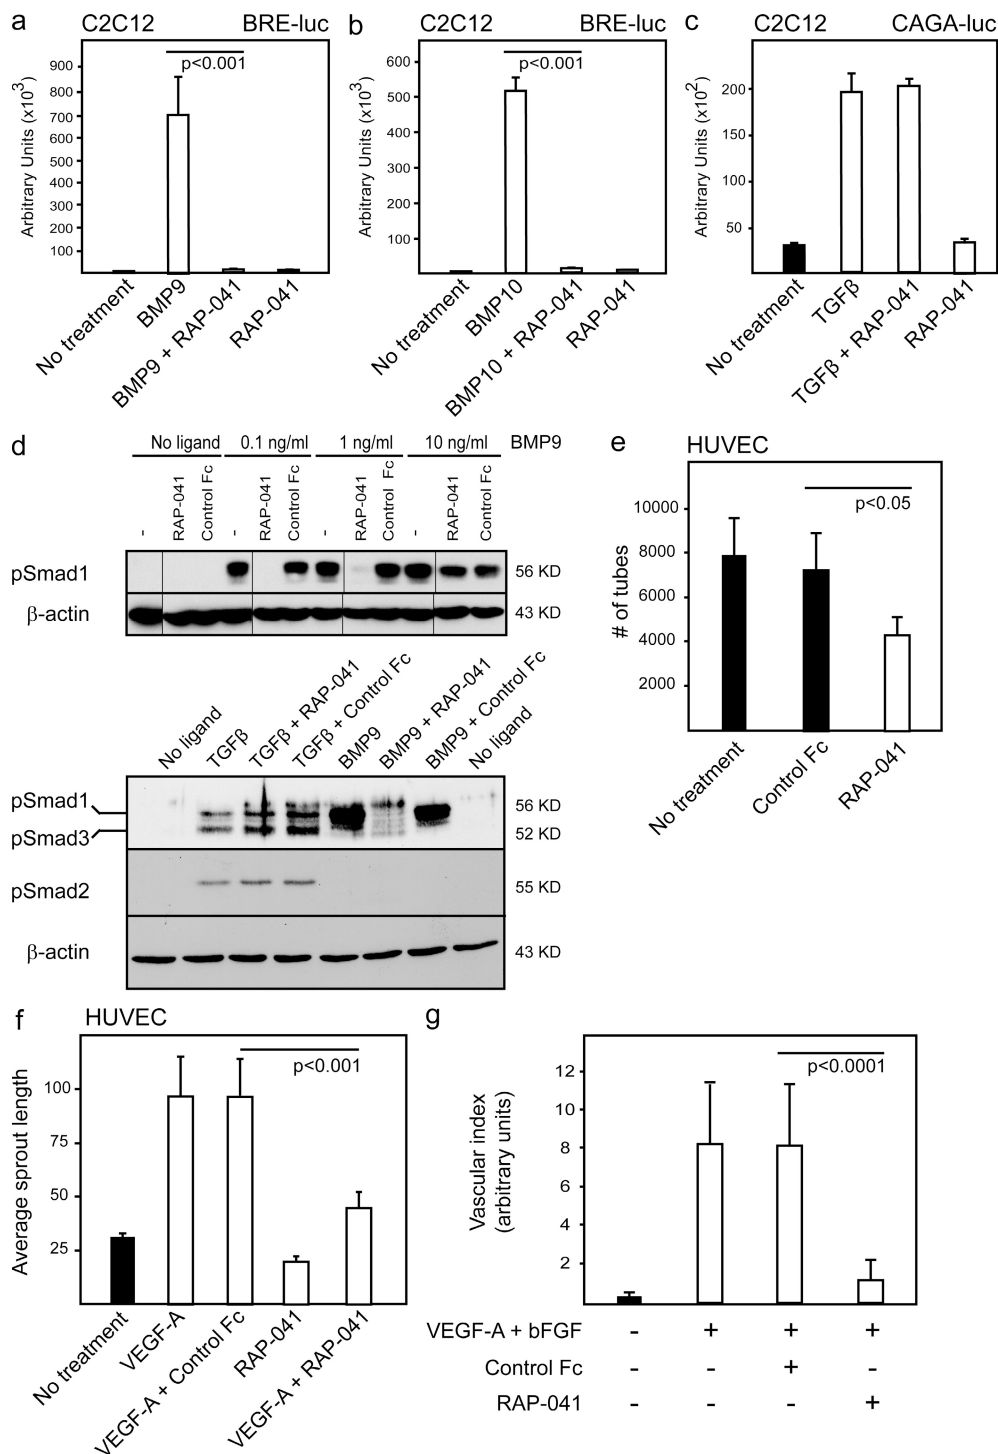 a
C2C12 BRE-luc
Arbitrary Units (x10³)
900
800
700
600
500
400
300
200
100
p<0.001
No treatment
BMP9
BMP9 + RAP-041
RAP-041
b
C2C12 BRE-luc
Arbitrary Units (x10³)
600
500
400
300
200
100
p<0.001
No treatment
BMP10
BMP10 + RAP-041
RAP-041
c
C2C12 CAGA-luc
Arbitrary Units (x10²)
200
150
100
50
No treatment
TGFβ
TGFβ + RAP-041
RAP-041
d
No ligand 0.1 ng/ml 1 ng/ml 10 ng/ml BMP9
- RAP-041 Control Fc - RAP-041 Control Fc - RAP-041 Control Fc - RAP-041 Control Fc
pSmad1 56 KD
β-actin 43 KD
No ligand
TGFβ
TGFβ + RAP-041
TGFβ + Control Fc
BMP9
BMP9 + RAP-041
BMP9 + Control Fc
No ligand
pSmad1 56 KD
pSmad3 52 KD
pSmad2 55 KD
β-actin 43 KD
e
HUVEC
# of tubes
10000
8000
6000
4000
2000
p<0.05
No treatment
Control Fc
RAP-041
f
HUVEC
Average sprout length
100
75
50
25
p<0.001
No treatment
VEGF-A
VEGF-A + Control Fc
RAP-041
VEGF-A + RAP-041
g
Vascular index
(arbitrary units)
12
10
8
6
4
2
p<0.0001
VEGF-A + bFGF - + + +
Control Fc - - + -
RAP-041 - - - +